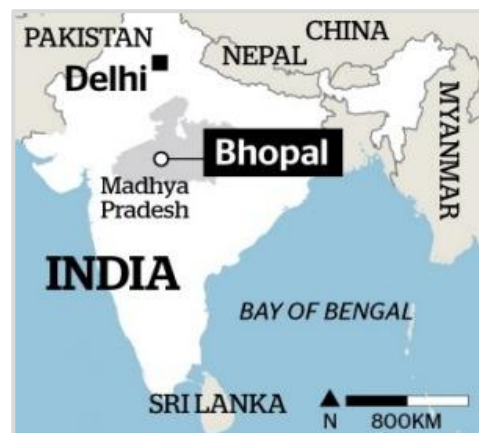 PAKISTAN
CHINA
NEPAL
Delhi
MYANMAR
Bhopal
Madhya
Pradesh
INDIA
BAY OF BENGAL
SRI LANKA
N
800KM